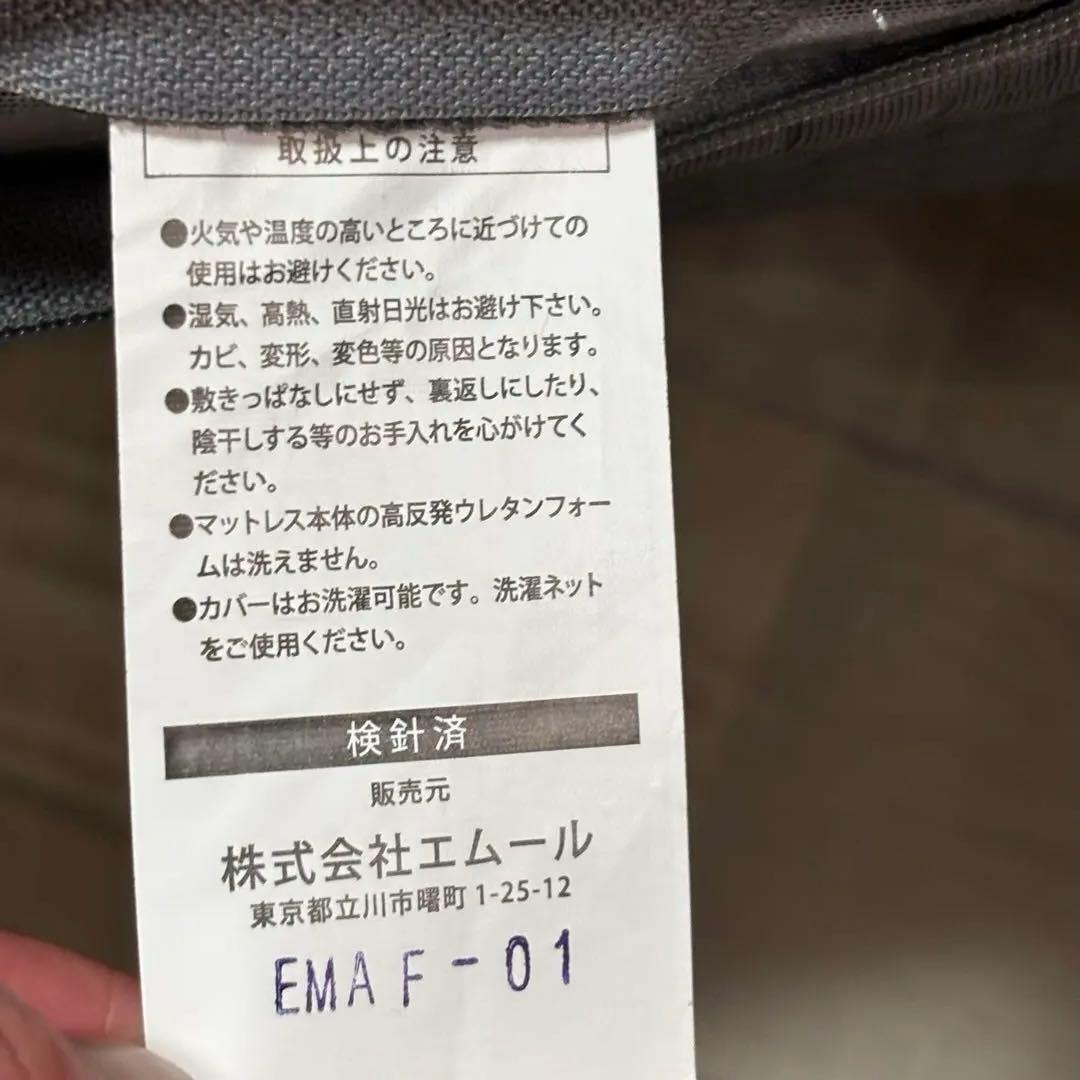 取扱上の注意
●火気や温度の高いところに近づけての
使用はお避けください。
●湿気、高熱、直射日光はお避け下さい。
カビ、変形、変色等の原因となります。
●敷きっぱなしにせず、裏返しにしたり、
陰干しする等のお手入れを心がけてく
ださい。
●マットレス本体の高反発ウレタンフォー
ムは洗えません。
●カバーはお洗濯可能です。洗濯ネット
をご使用ください。
検針済
販売元
株式会社エムール
東京都立川市曙町 1-25-12
EMAF-01